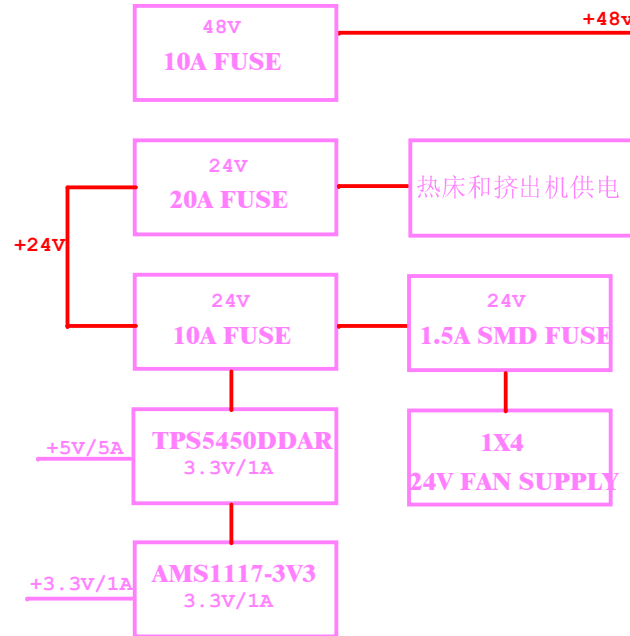 48V
10A FUSE
+48v
24V
20A FUSE
热床和挤出机供电
+24V
24V
10A FUSE
24V
1.5A SMD FUSE
+5V/5A
TPS5450DDAR
3.3V/1A
1X4
24V FAN SUPPLY
+3.3V/1A
AMS1117-3V3
3.3V/1A